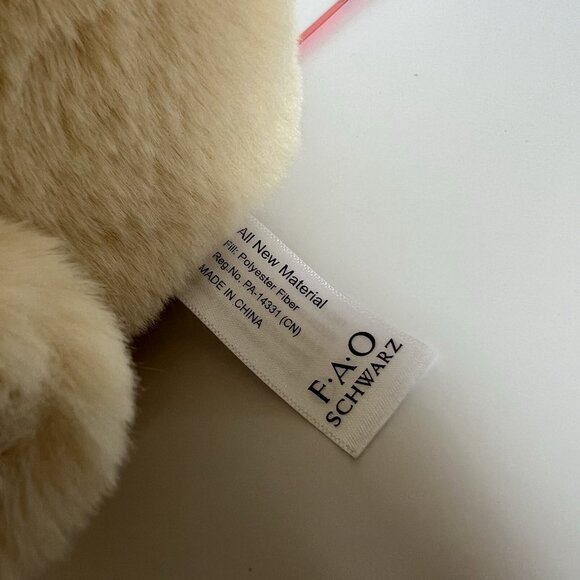 All New Material
Fill: Polyester Fiber
Reg.No. PA-14331 (CN)
MADE IN CHINA
F·A·O
SCHWARZ